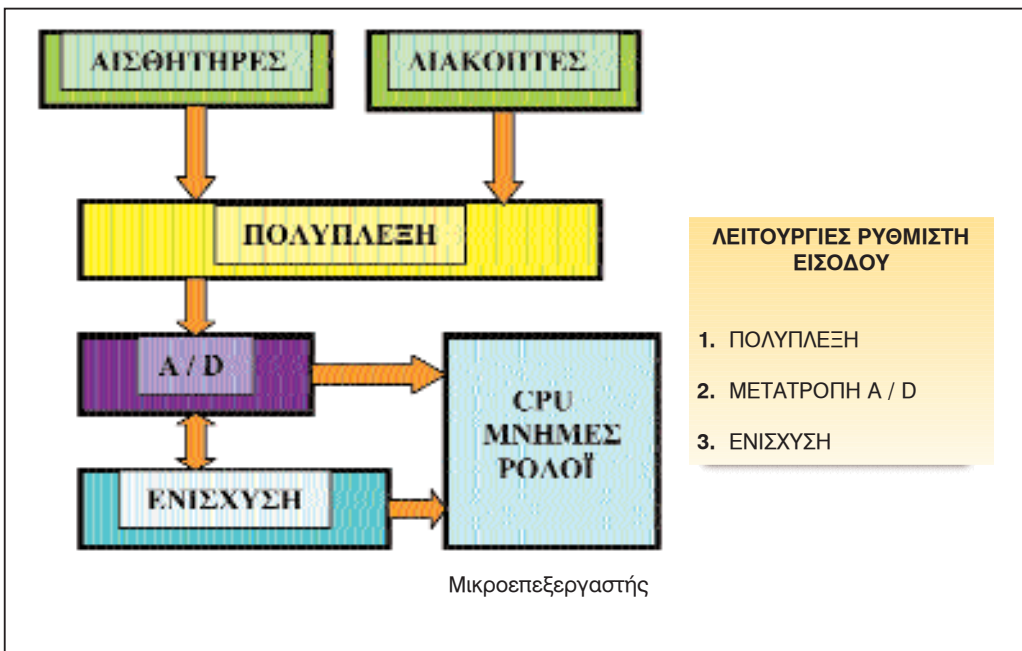 ΑΙΣΘΗΤΗΡΕΣ
ΔΙΑΚΟΠΤΕΣ
ΠΟΛΥΠΛΕΞΗ
A / D
ΕΝΙΣΧΥΣΗ
CPU
ΜΝΗΜΕΣ
ΡΟΛΟΪ
Μικροεπεξεργαστής
ΛΕΙΤΟΥΡΓΙΕΣ ΡΥΘΜΙΣΤΗ
ΕΙΣΟΔΟΥ
1. ΠΟΛΥΠΛΕΞΗ
2. ΜΕΤΑΤΡΟΠΗ A / D
3. ΕΝΙΣΧΥΣΗ